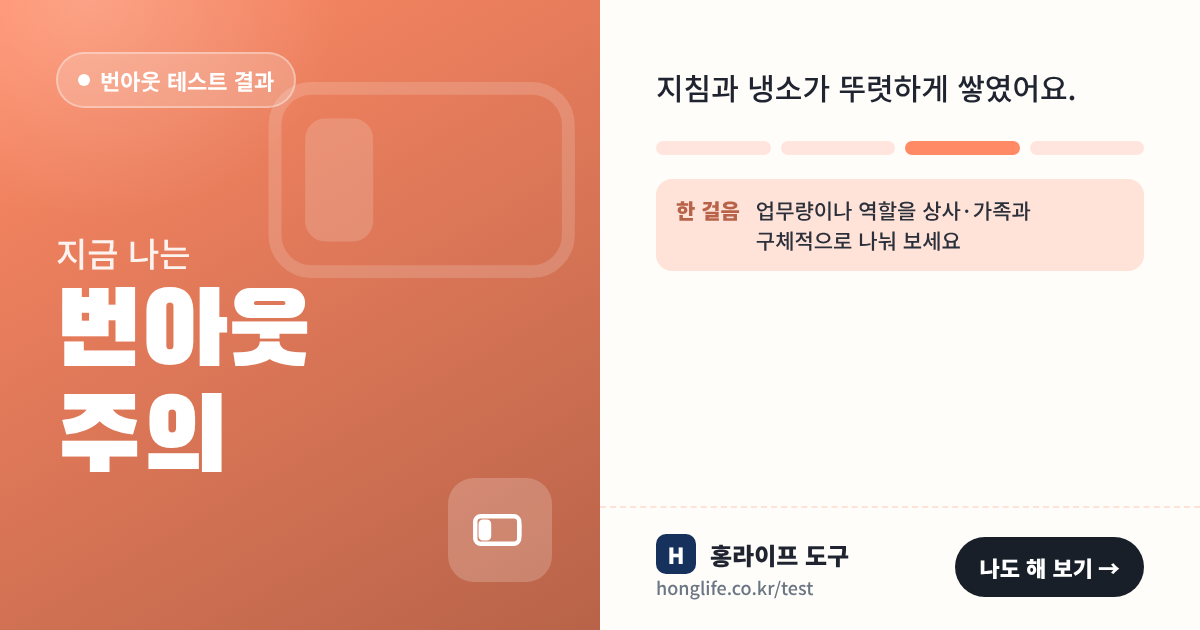 번아웃 테스트 결과
지금 나는
번아웃
주의
지침과 냉소가 뚜렷하게 쌓였어요.
한 걸음 업무량이나 역할을 상사·가족과
구체적으로 나눠 보세요
H 홍라이프 도구
honglife.co.kr/test
나도 해 보기 →